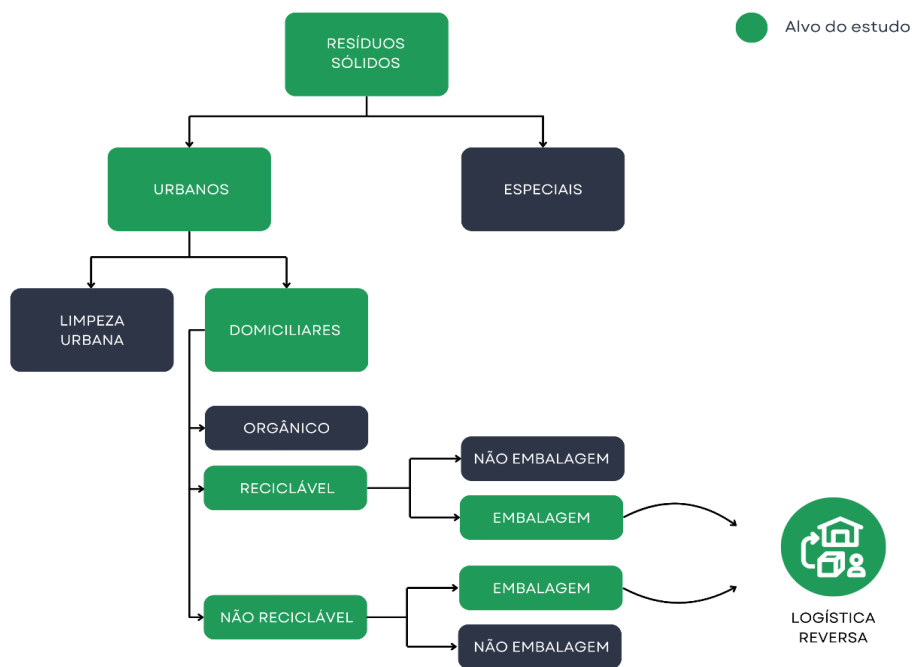 RESÍDUOS
SÓLIDOS
Alvo do estudo
URBANOS
ESPECIAIS
LIMPEZA
URBANA
DOMICILIARES
ORGÂNICO
NÃO EMBALAGEM
RECICLÁVEL
EMBALAGEM
EMBALAGEM
NÃO RECICLÁVEL
NÃO EMBALAGEM
LOGÍSTICA
REVERSA